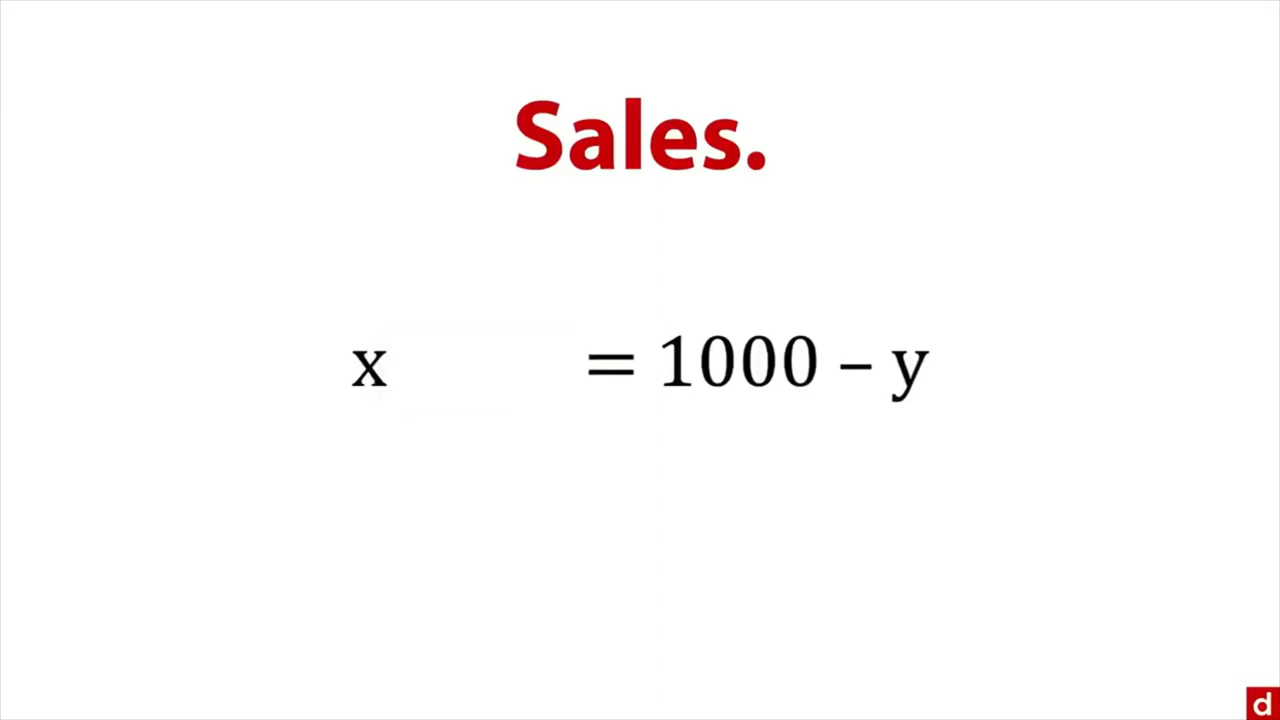 Sales.
x = 1000 – y
d